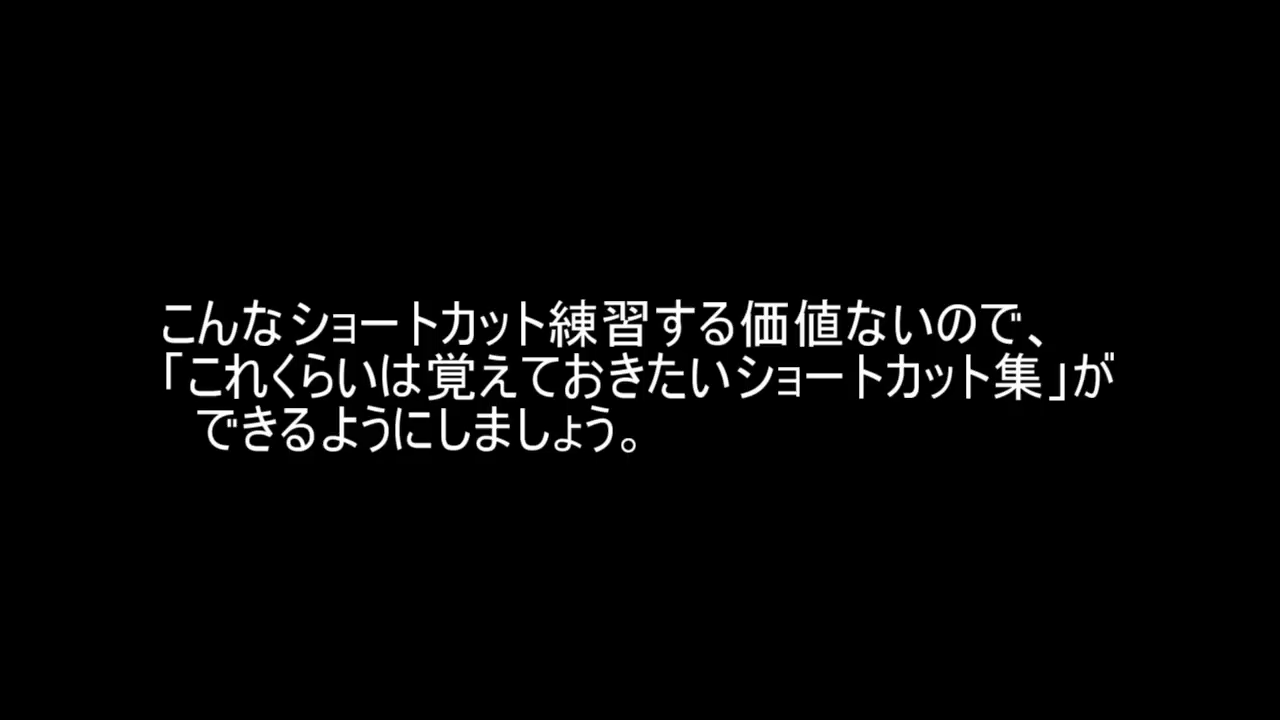 こんなショートカット練習する価値ないので、
「これくらいは覚えておきたいショートカット集」が
できるようにしましょう。